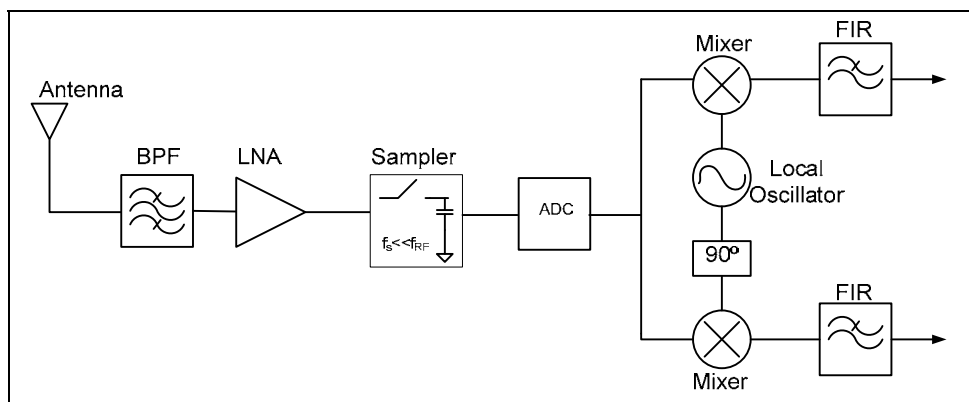 FIR
Mixer
Antenna
BPF
LNA
Sampler
ADC
Local
Oscillator
fs<<fRF
90º
FIR
Mixer